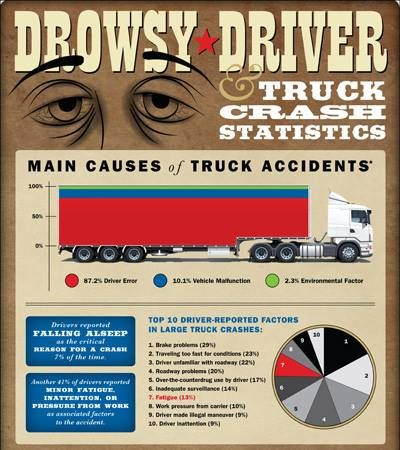 DROWSY★DRIVER
& TRUCK
CRASH
STATISTICS
MAIN CAUSES of TRUCK ACCIDENTS*
100%
50%
0%
87.2% Driver Error
10.1% Vehicle Malfunction
2.3% Environmental Factor
Drivers reported
FALLING ALSEEP
as the critical
REASON FOR A CRASH
7% of the time.
Another 41% of drivers reported
MINOR FATIGUE,
INATTENTION, OR
PRESSURE FROM WORK
as associated factors
to the accident.
TOP 10 DRIVER-REPORTED FACTORS
IN LARGE TRUCK CRASHES:
1. Brake problems (29%)
2. Traveling too fast for conditions (23%)
3. Driver unfamiliar with roadway (22%)
4. Roadway problems (20%)
5. Over-the-counterdrug use by driver (17%)
6. Inadequate surveillance (14%)
7. Fatigue (13%)
8. Work pressure from carrier (10%)
9. Driver made illegal maneuver (9%)
10. Driver inattention (9%)
1
2
3
4
5
6
7
8
9
10